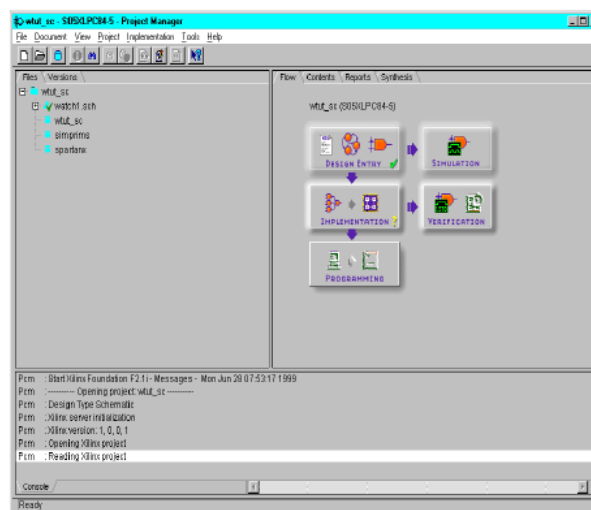 wtut_sc - S05XLPC84-5 - Project Manager
File Document View Project Implementation Tools Help
Files Versions
wtut_sc
watch1.sch
wtut_sc
simprims
spartanx
Flow Contents Reports Synthesis
wtut_sc (S05XLPC84-5)
DESIGN ENTRY
SIMULATION
IMPLEMENTATION
VERIFICATION
PROGRAMMING
Pcm : Start Xilinx Foundation F2.1i - Messages - Mon Jun 28 07:53:17 1999
Pcm : ---------- Opening project: wtut_sc ----------
Pcm : Design Type Schematic
Pcm : Xilinx server initialization
Pcm : Xilinx version: 1, 0, 0, 1
Pcm : Opening Xilinx project
Pcm : Reading Xilinx project
Console
Ready